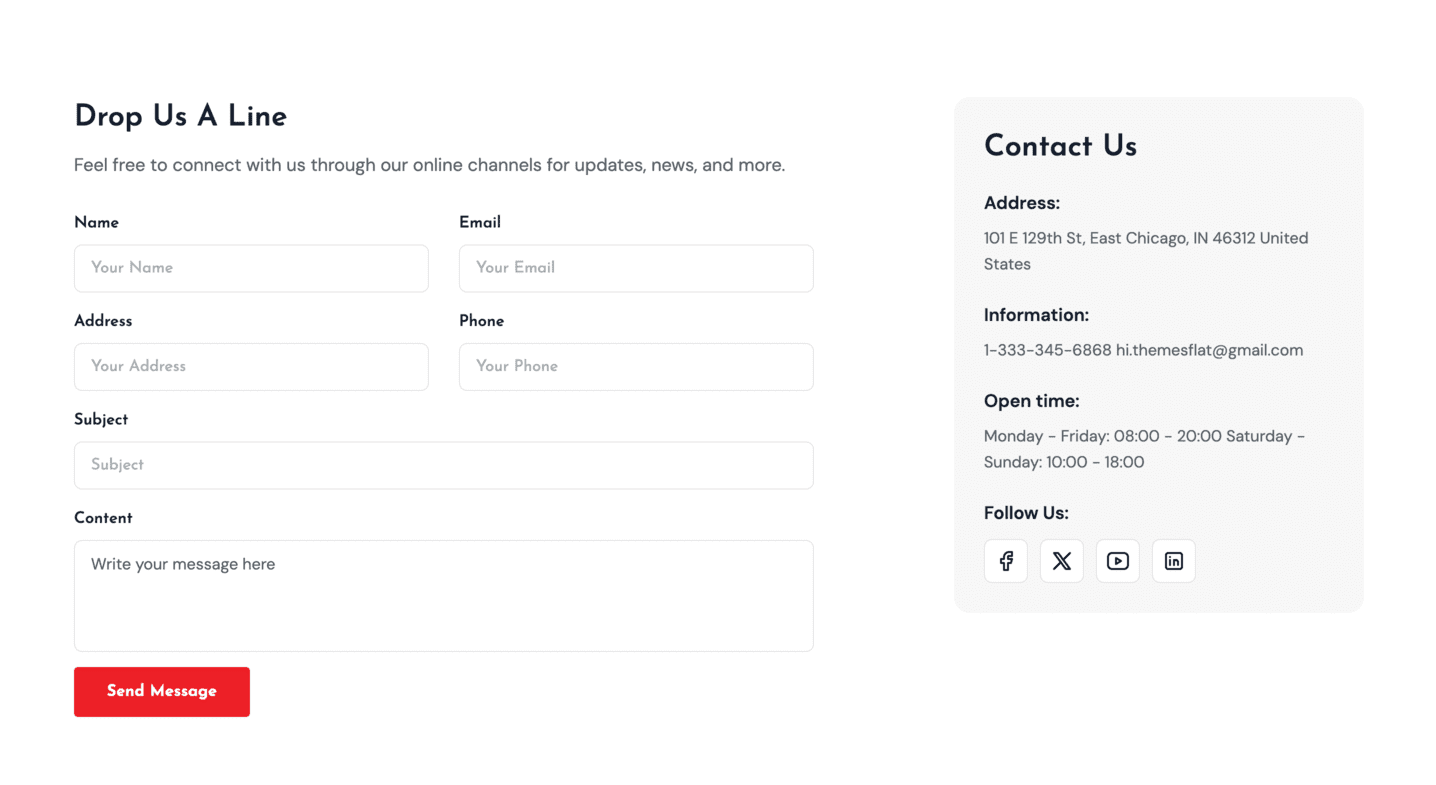 Drop Us A Line
Feel free to connect with us through our online channels for updates, news, and more.
Name
Your Name
Email
Your Email
Address
Your Address
Phone
Your Phone
Subject
Subject
Content
Write your message here
Send Message
Contact Us
Address:
101 E 129th St, East Chicago, IN 46312 United
States
Information:
1-333-345-6868 hi.themesflat@gmail.com
Open time:
Monday - Friday: 08:00 - 20:00 Saturday -
Sunday: 10:00 - 18:00
Follow Us: